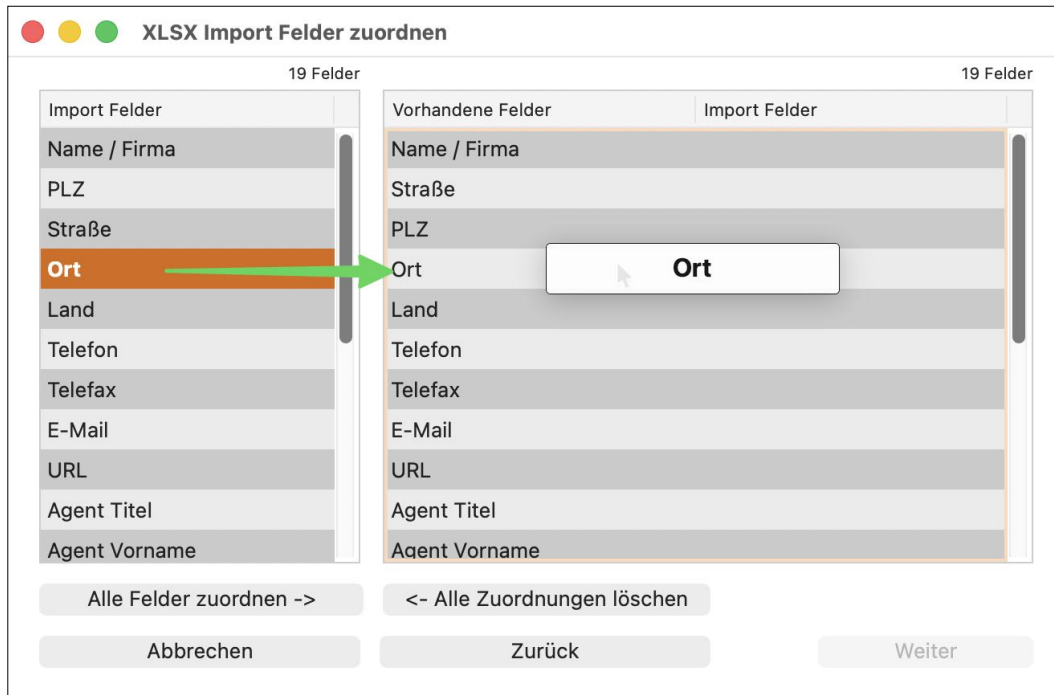 XLSX Import Felder zuordnen
19 Felder
19 Felder
Import Felder
Vorhandene Felder
Import Felder
Name / Firma
PLZ
Straße
Ort
Land
Telefon
Telefax
E-Mail
URL
Agent Titel
Agent Vorname
Name / Firma
Straße
PLZ
Ort
Ort
Land
Telefon
Telefax
E-Mail
URL
Agent Titel
Agent Vorname
Alle Felder zuordnen ->
<- Alle Zuordnungen löschen
Abbrechen
Zurück
Weiter